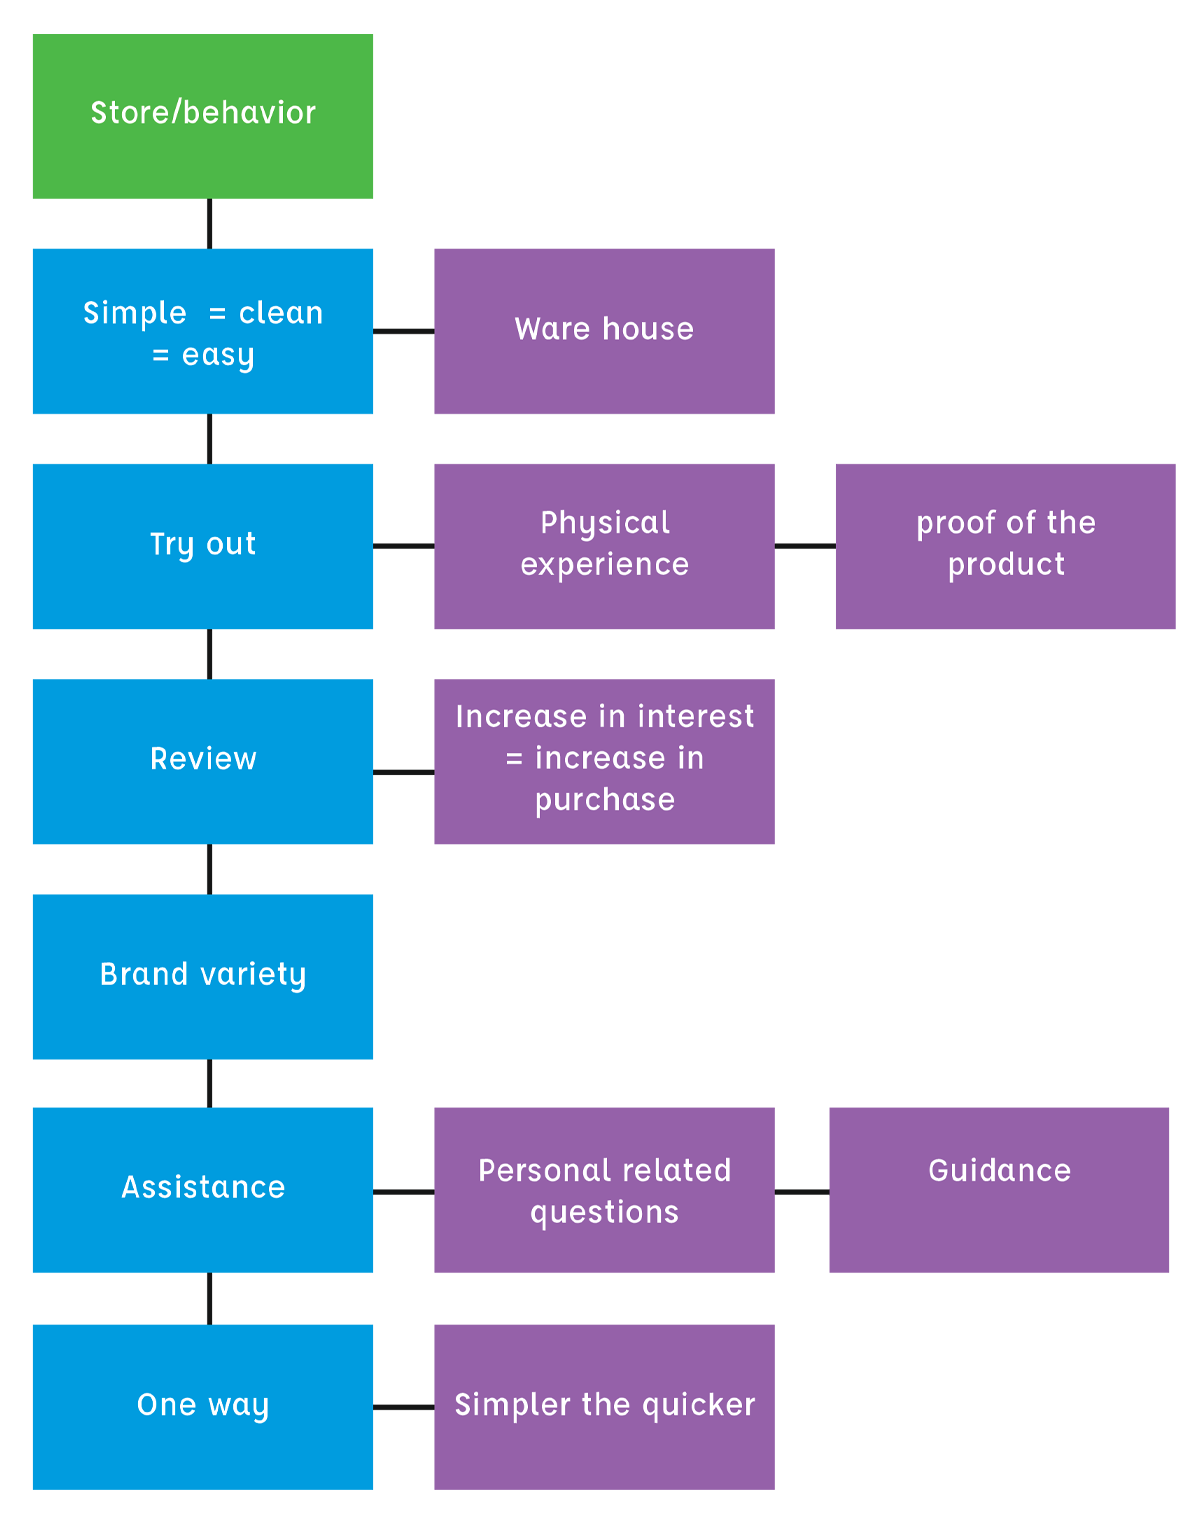 Store/behavior
Simple = clean
= easy
Ware house
Try out
Physical
experience
proof of the
product
Review
Increase in interest
= increase in
purchase
Brand variety
Assistance
Personal related
questions
Guidance
One way
Simpler the quicker